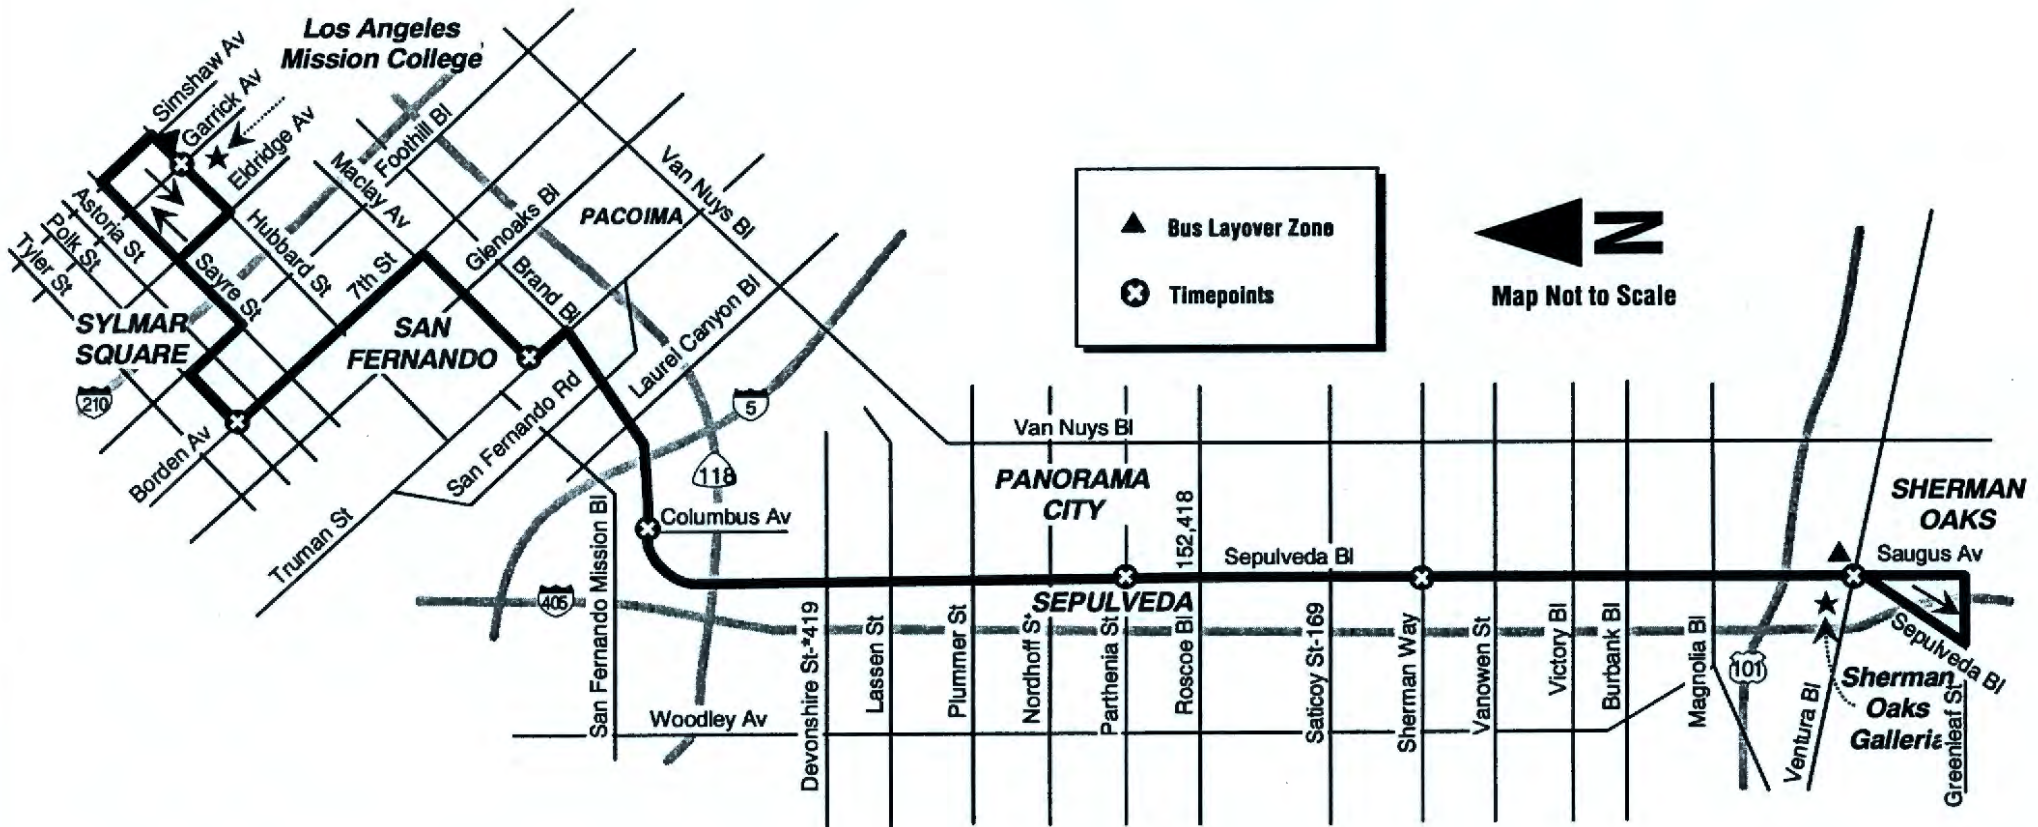 Los Angeles
Mission College
Simshaw Av
Garrick Av
Eldridge Av
Foothill Bl
Maclay Av
Van Nuys Bl
Glenoaks Bl
PACOIMA
Astoria St
Polk St
Tyler St
Hubbard St
7th St
Sayre St
Brand Bl
Laurel Canyon Bl
SYLMAR
SQUARE
SAN
FERNANDO
210
Borden Av
San Fernando Rd
Truman St
5
118
Bus Layover Zone
Timepoints
N
Map Not to Scale
Van Nuys Bl
PANORAMA
CITY
SHERMAN
OAKS
Columbus Av
152,418
Sepulveda Bl
Saugus Av
405
SEPULVEDA
San Fernando Mission Bl
Woodley Av
Devonshire St-*419
Lassen St
Plummer St
Nordhoff St
Parthenia St
Roscoe Bl
Saticoy St-169
Sherman Way
Vanowen St
Victory Bl
Burbank Bl
Magnolia Bl
101
Ventura Bl
Sepulveda Bl
Sherman
Oaks
Galleria
Greenleaf St